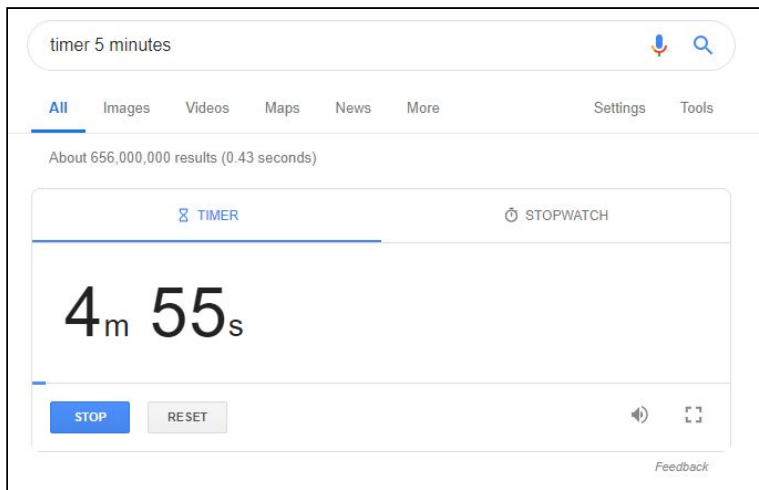 timer 5 minutes
All Images Videos Maps News More Settings Tools
About 656,000,000 results (0.43 seconds)
TIMER STOPWATCH
4m 55s
STOP RESET
Feedback